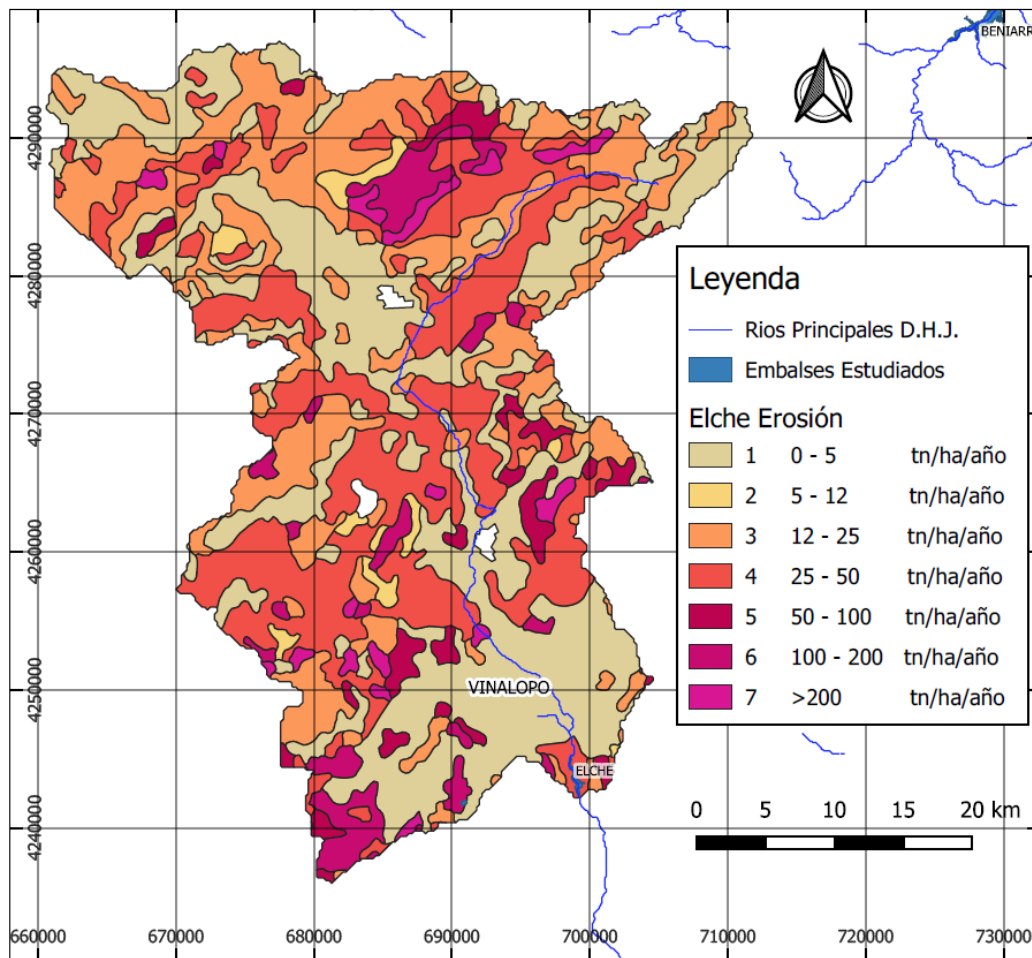 BENIARR
4290000
4280000
4270000
4260000
4250000
4240000
VINALOPO
ELCHE
Leyenda
Rios Principales D.H.J.
Embalses Estudiados
Elche Erosión
1 0 - 5 tn/ha/año
2 5 - 12 tn/ha/año
3 12 - 25 tn/ha/año
4 25 - 50 tn/ha/año
5 50 - 100 tn/ha/año
6 100 - 200 tn/ha/año
7 >200 tn/ha/año
0 5 10 15 20 km
660000 670000 680000 690000 700000 710000 720000 730000